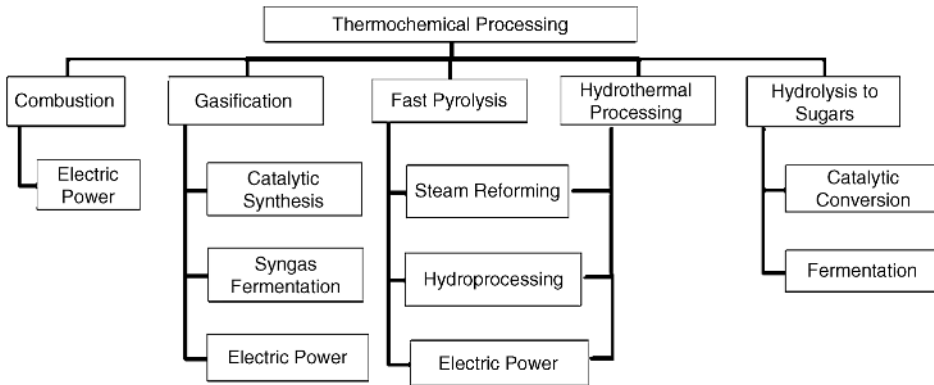 Thermochemical Processing
Combustion
Gasification
Fast Pyrolysis
Hydrothermal
Processing
Hydrolysis to
Sugars
Electric
Power
Catalytic
Synthesis
Syngas
Fermentation
Electric Power
Steam Reforming
Hydroprocessing
Electric Power
Catalytic
Conversion
Fermentation